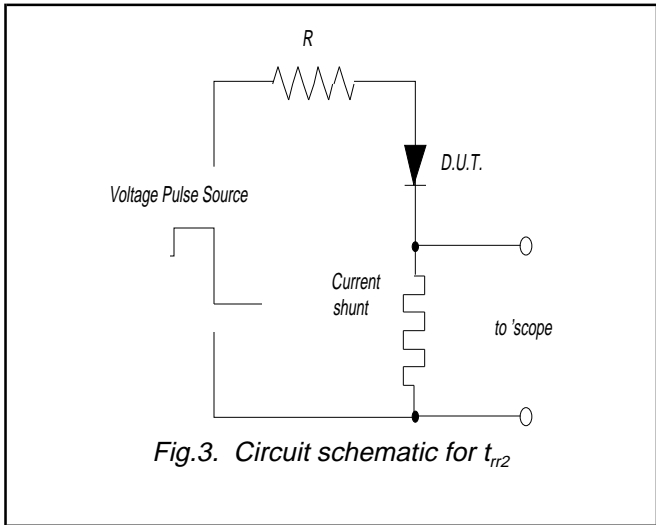 R
D.U.T.
Voltage Pulse Source
Current
shunt
to 'scope
Fig.3. Circuit schematic for trr2